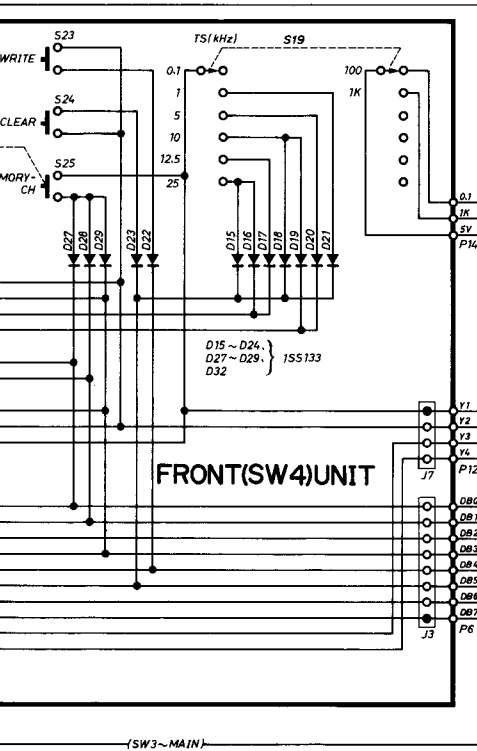 S23
WRITE
S24
CLEAR
S25
MORY-
CH
TS(kHz)
S19
0.1
1
5
10
12.5
25
100
1K
0.1
1K
5V
P14
D27
D28
D29
D23
D22
D15
D16
D17
D18
D19
D20
D21
D15~D24,
D27~D29,
D32
1SS133
Y1
Y2
Y3
Y4
P12
J7
FRONT(SW4)UNIT
DB0
DB1
DB2
DB3
DB4
DB5
DB6
DB7
P6
J3
(SW3~MAIN)